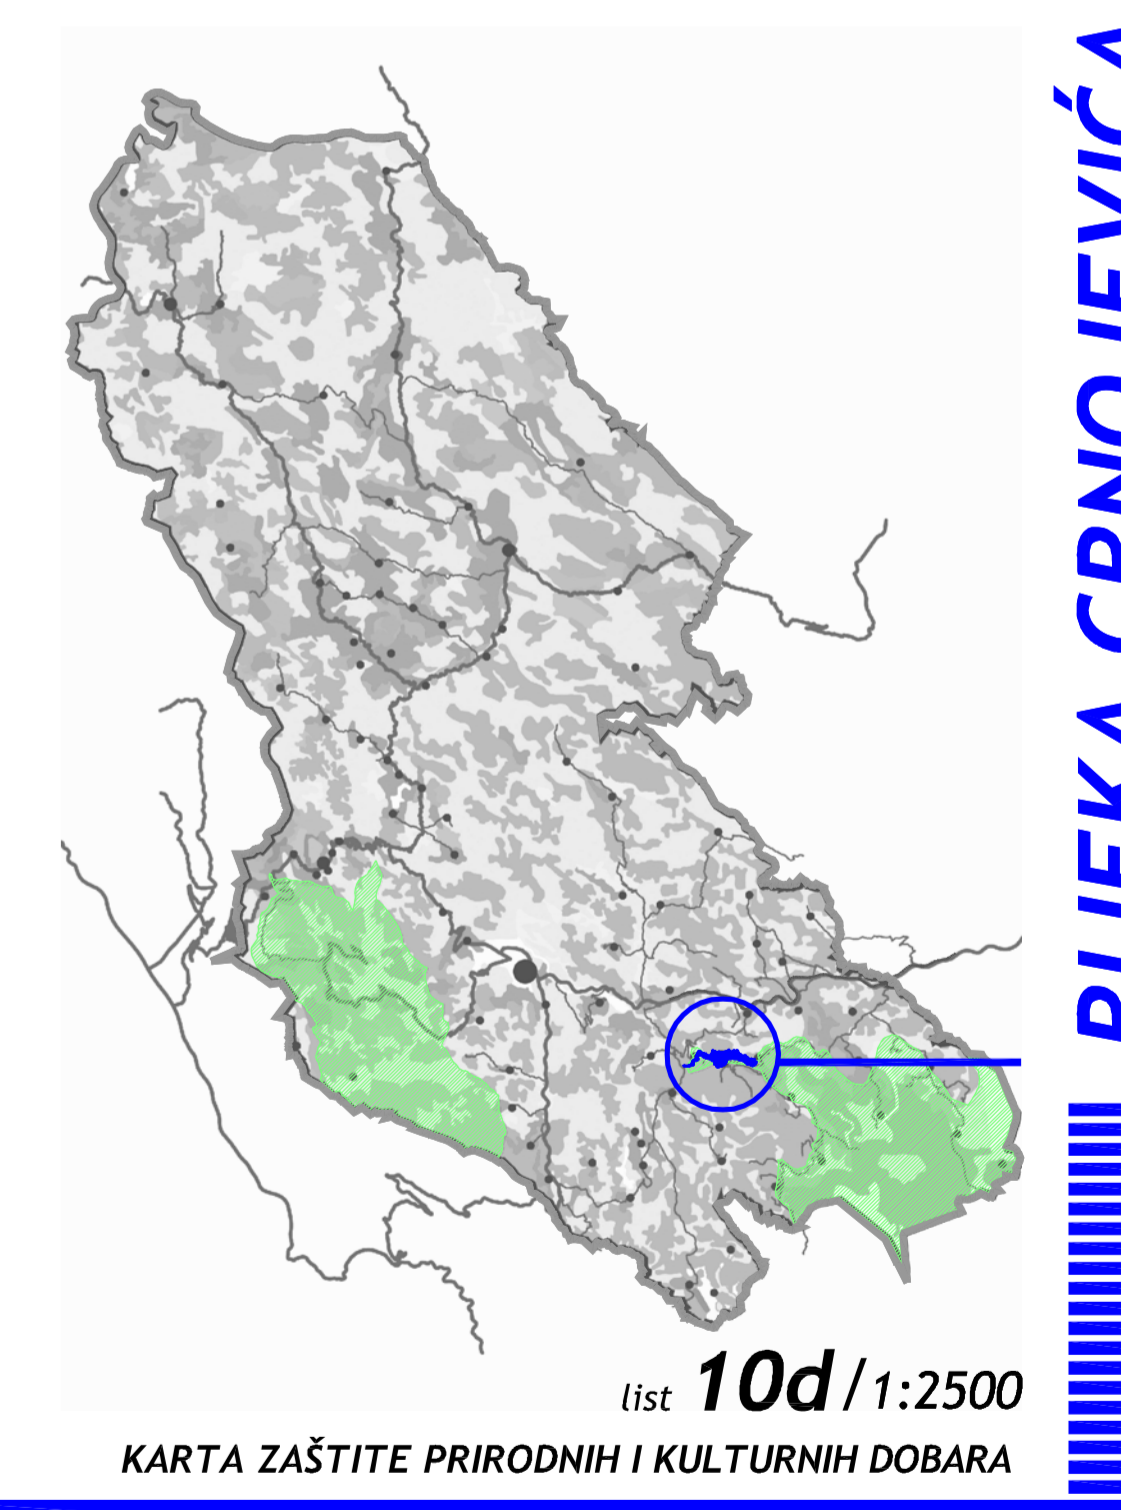 RIJEKA CRNOJEVIĆA
list 10d/1:2500
KARTA ZAŠTITE PRIRODNIH I KULTURNIH DOBARA